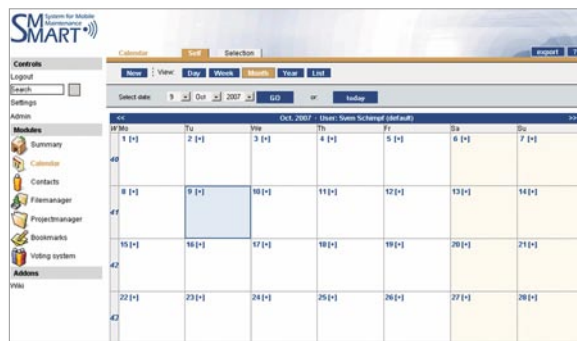 System for Mobile
Maintenance
SMMART
Calendar Self Selection export
Controls
Logout
Search
Settings
Admin
Modules
Summary
Calendar
Contacts
Filemanager
Projectmanager
Bookmarks
Voting system
Addons
Wiki
New View: Day Week Month Year List
Select date: 9 Oct 2007 GO or: today
<< Oct, 2007 - User: Sven Schimpf (default) >>
W Mo Tu We Th Fr Sa Su
40 1 [+] 2 [+] 3 [+] 4 [+] 5 [+] 6 [+] 7 [+]
41 8 [+] 9 [+] 10 [+] 11 [+] 12 [+] 13 [+] 14 [+]
42 15 [+] 16 [+] 17 [+] 18 [+] 19 [+] 20 [+] 21 [+]
43 22 [+] 23 [+] 24 [+] 25 [+] 26 [+] 27 [+] 28 [+]